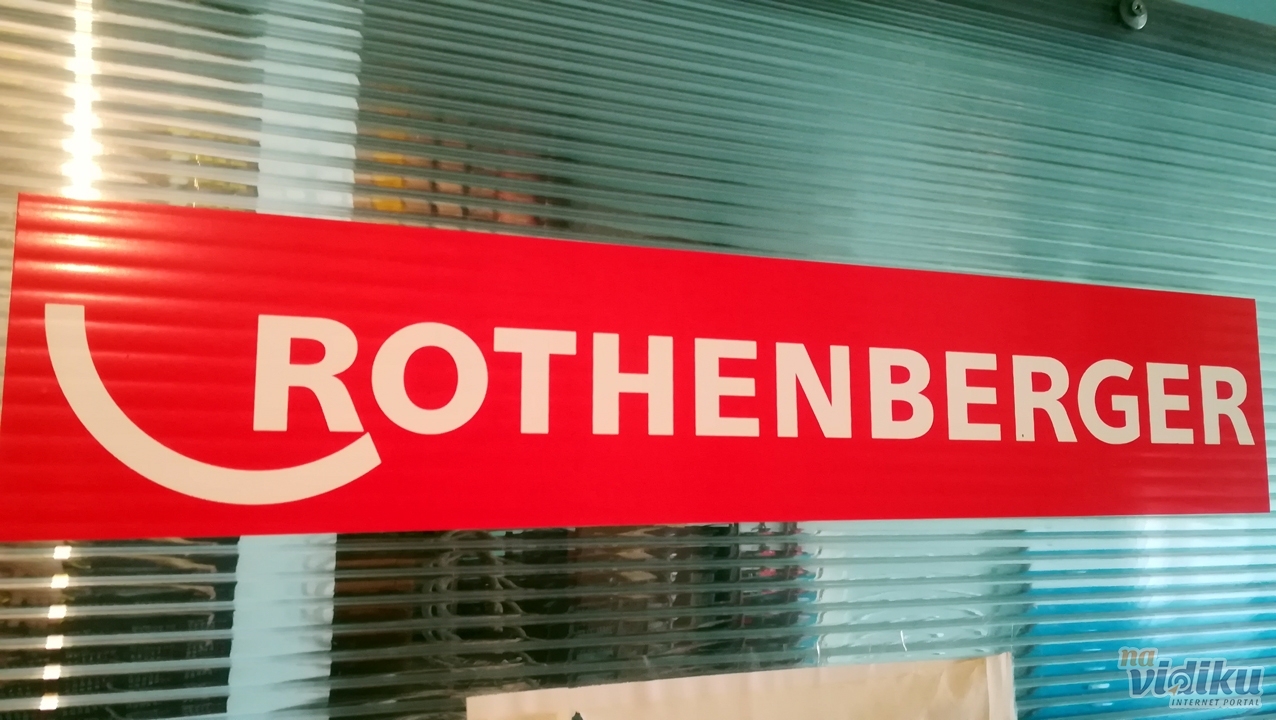 ROTHENBERGER
na
vidiku
INTERNET PORTAL